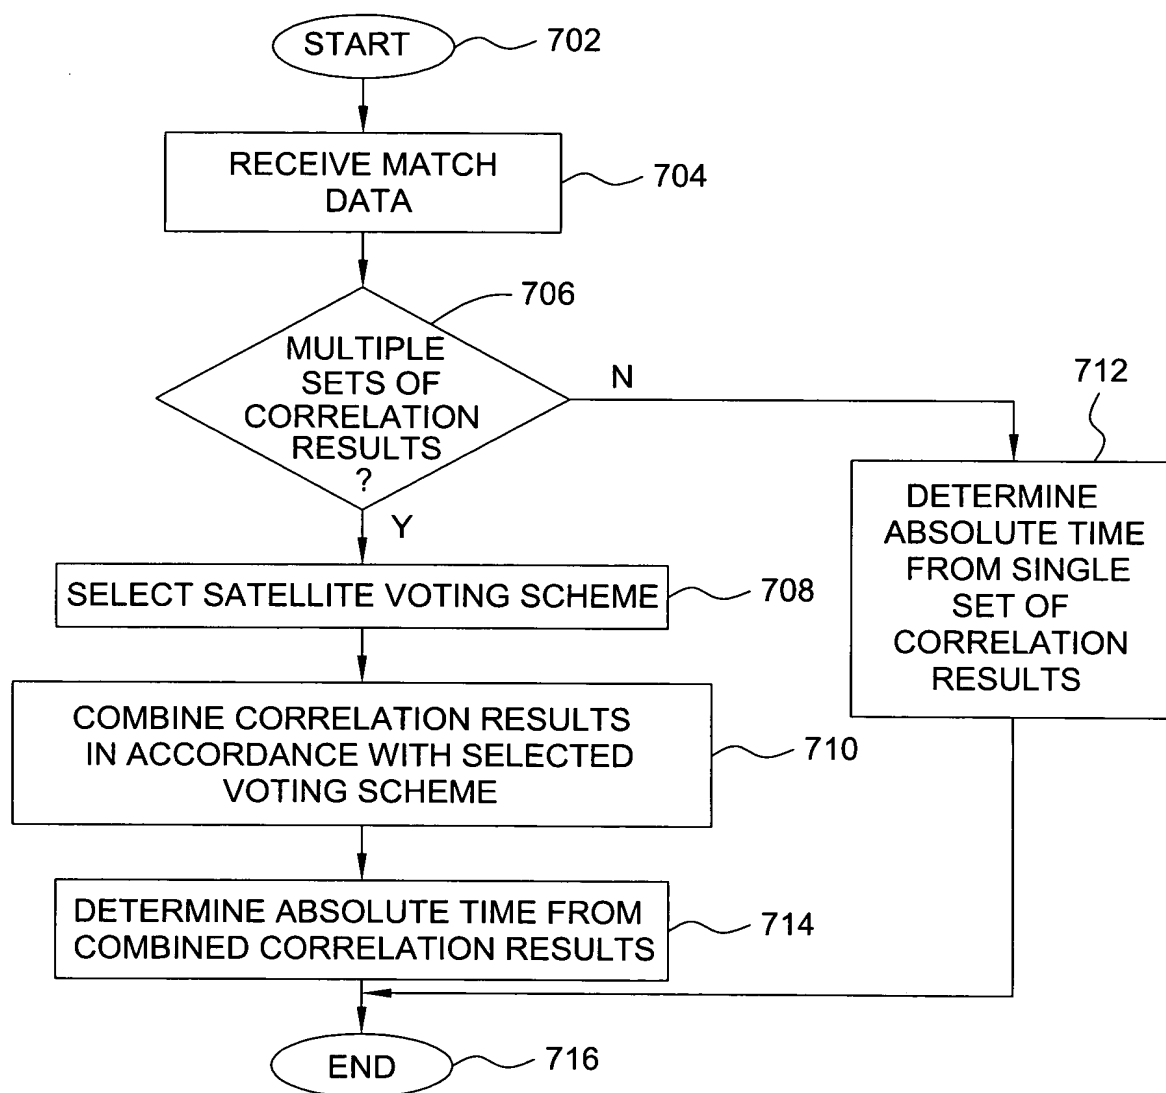 START
702
RECEIVE MATCH
DATA
704
706
MULTIPLE
SETS OF
CORRELATION
RESULTS
?
N
Y
712
DETERMINE
ABSOLUTE TIME
FROM SINGLE
SET OF
CORRELATION
RESULTS
SELECT SATELLITE VOTING SCHEME
708
COMBINE CORRELATION RESULTS
IN ACCORDANCE WITH SELECTED
VOTING SCHEME
710
DETERMINE ABSOLUTE TIME FROM
COMBINED CORRELATION RESULTS
714
END
716